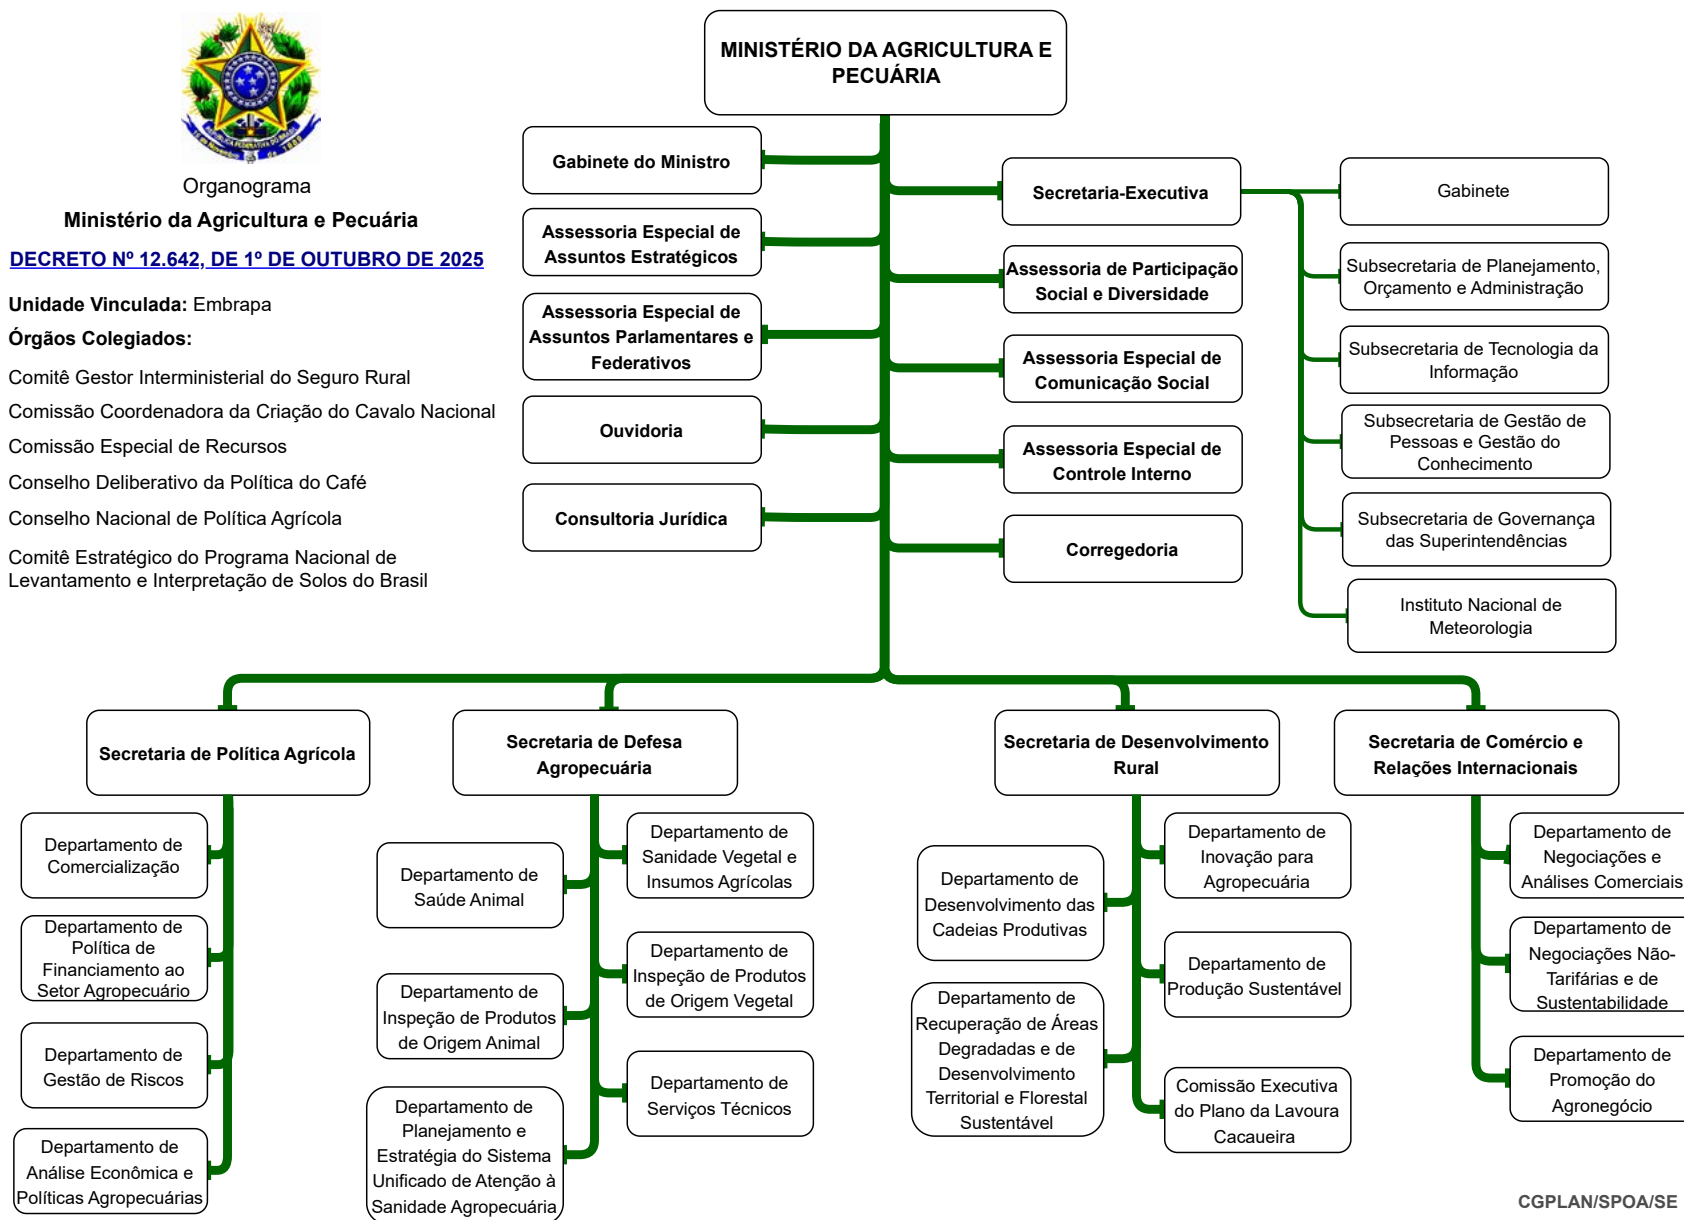 MINISTÉRIO DA AGRICULTURA E
PECUÁRIA
Organograma
Ministério da Agricultura e Pecuária
DECRETO Nº 12.642, DE 1º DE OUTUBRO DE 2025
Unidade Vinculada: Embrapa
Órgãos Colegiados:
Comitê Gestor Interministerial do Seguro Rural
Comissão Coordenadora da Criação do Cavalo Nacional
Comissão Especial de Recursos
Conselho Deliberativo da Política do Café
Conselho Nacional de Política Agrícola
Comitê Estratégico do Programa Nacional de
Levantamento e Interpretação de Solos do Brasil
Gabinete do Ministro
Assessoria Especial de
Assuntos Estratégicos
Assessoria Especial de
Assuntos Parlamentares e
Federativos
Ouvidoria
Consultoria Jurídica
Secretaria-Executiva
Assessoria de Participação
Social e Diversidade
Assessoria Especial de
Comunicação Social
Assessoria Especial de
Controle Interno
Corregedoria
Gabinete
Subsecretaria de Planejamento,
Orçamento e Administração
Subsecretaria de Tecnologia da
Informação
Subsecretaria de Gestão de
Pessoas e Gestão do
Conhecimento
Subsecretaria de Governança
das Superintendências
Instituto Nacional de
Meteorologia
Secretaria de Política Agrícola
Departamento de
Comercialização
Departamento de
Política de
Financiamento ao
Setor Agropecuário
Departamento de
Gestão de Riscos
Departamento de
Análise Econômica e
Políticas Agropecuárias
Secretaria de Defesa
Agropecuária
Departamento de
Saúde Animal
Departamento de
Inspeção de Produtos
de Origem Animal
Departamento de
Planejamento e
Estratégia do Sistema
Unificado de Atenção à
Sanidade Agropecuária
Departamento de
Sanidade Vegetal e
Insumos Agrícolas
Departamento de
Inspeção de Produtos
de Origem Vegetal
Departamento de
Serviços Técnicos
Secretaria de Desenvolvimento
Rural
Departamento de
Desenvolvimento das
Cadeias Produtivas
Departamento de
Recuperação de Áreas
Degradadas e de
Desenvolvimento
Territorial e Florestal
Sustentável
Departamento de
Inovação para
Agropecuária
Departamento de
Produção Sustentável
Comissão Executiva
do Plano da Lavoura
Cacaueira
Secretaria de Comércio e
Relações Internacionais
Departamento de
Negociações e
Análises Comerciais
Departamento de
Negociações Não-
Tarifárias e de
Sustentabilidade
Departamento de
Promoção do
Agronegócio
CGPLAN/SPOA/SE